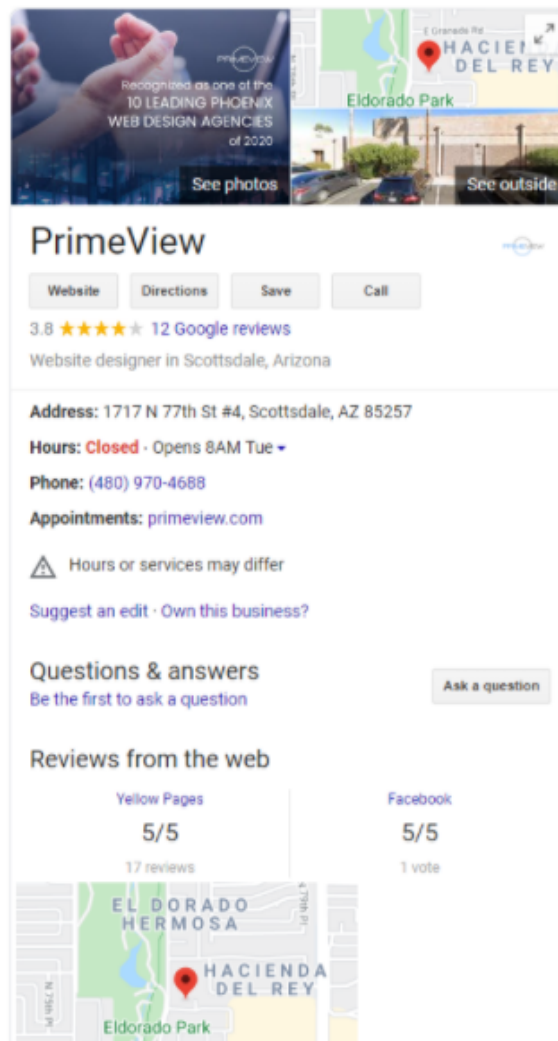 PRIMEVIEW
Recognized as one of the
10 LEADING PHOENIX
WEB DESIGN AGENCIES
of 2020
See photos
E Granada Rd
HACIEN
DEL REY
Eldorado Park
See outside
PrimeView
PRIMEVIEW
Website Directions Save Call
3.8 12 Google reviews
Website designer in Scottsdale, Arizona
Address: 1717 N 77th St #4, Scottsdale, AZ 85257
Hours: Closed · Opens 8AM Tue
Phone: (480) 970-4688
Appointments: primeview.com
Hours or services may differ
Suggest an edit · Own this business?
Questions & answers
Be the first to ask a question
Ask a question
Reviews from the web
Yellow Pages Facebook
5/5 5/5
17 reviews 1 vote
EL DORADO
HERMOSA
N 79th Pl
HACIENDA
DEL REY
N 75th Pl
Eldorado Park